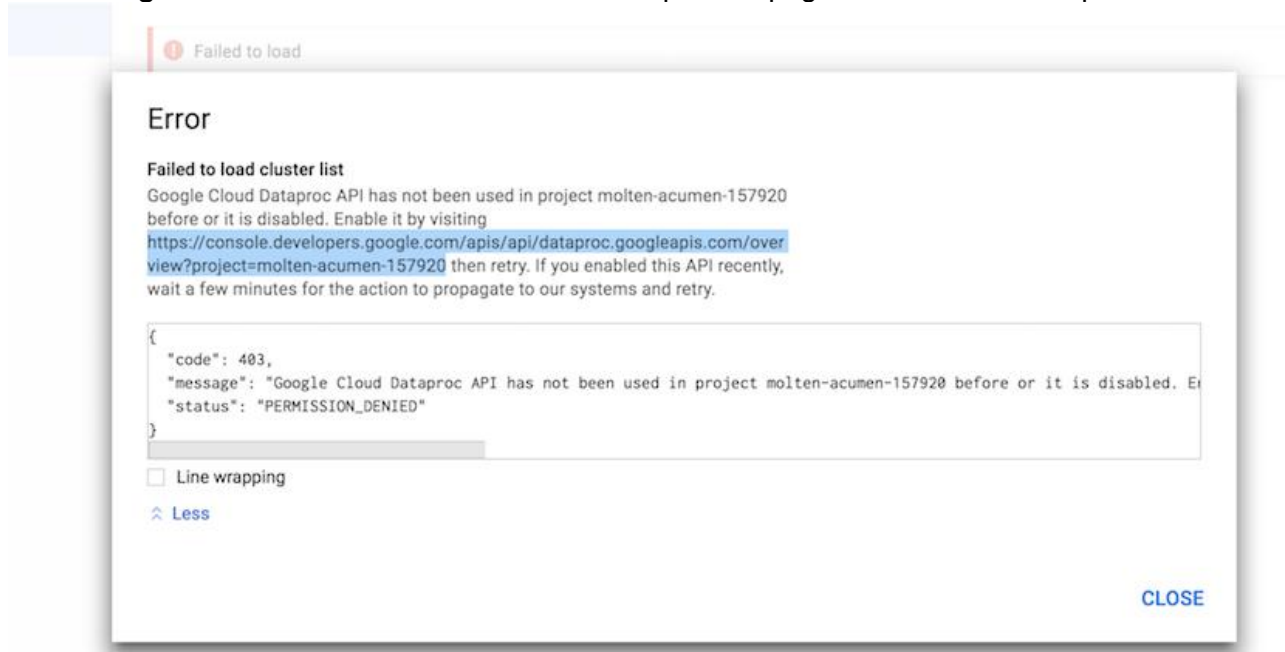 Failed to load
Error
Failed to load cluster list
Google Cloud Dataproc API has not been used in project molten-acumen-157920
before or it is disabled. Enable it by visiting
https://console.developers.google.com/apis/api/dataproc.googleapis.com/over
view?project=molten-acumen-157920 then retry. If you enabled this API recently,
wait a few minutes for the action to propagate to our systems and retry.
{
"code": 403,
"message": "Google Cloud Dataproc API has not been used in project molten-acumen-157920 before or it is disabled.
"status": "PERMISSION_DENIED"
}
Line wrapping
Less
CLOSE